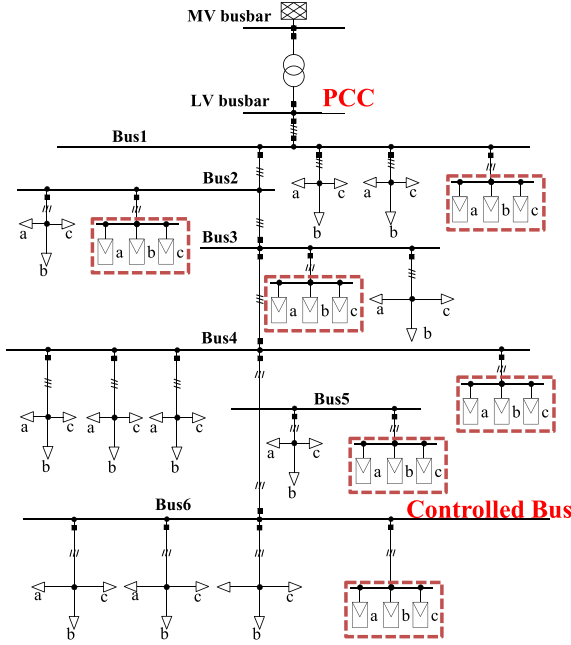 MV busbar
LV busbar
PCC
Bus1
Bus2
a b c
a c
b
a b c
Bus3
a b c
a c
b
Bus4
a b c
a c a c a c
b b b
Bus5
a c
b
a b c
Bus6
Controlled Bus
a c a c c
b b b
a b c